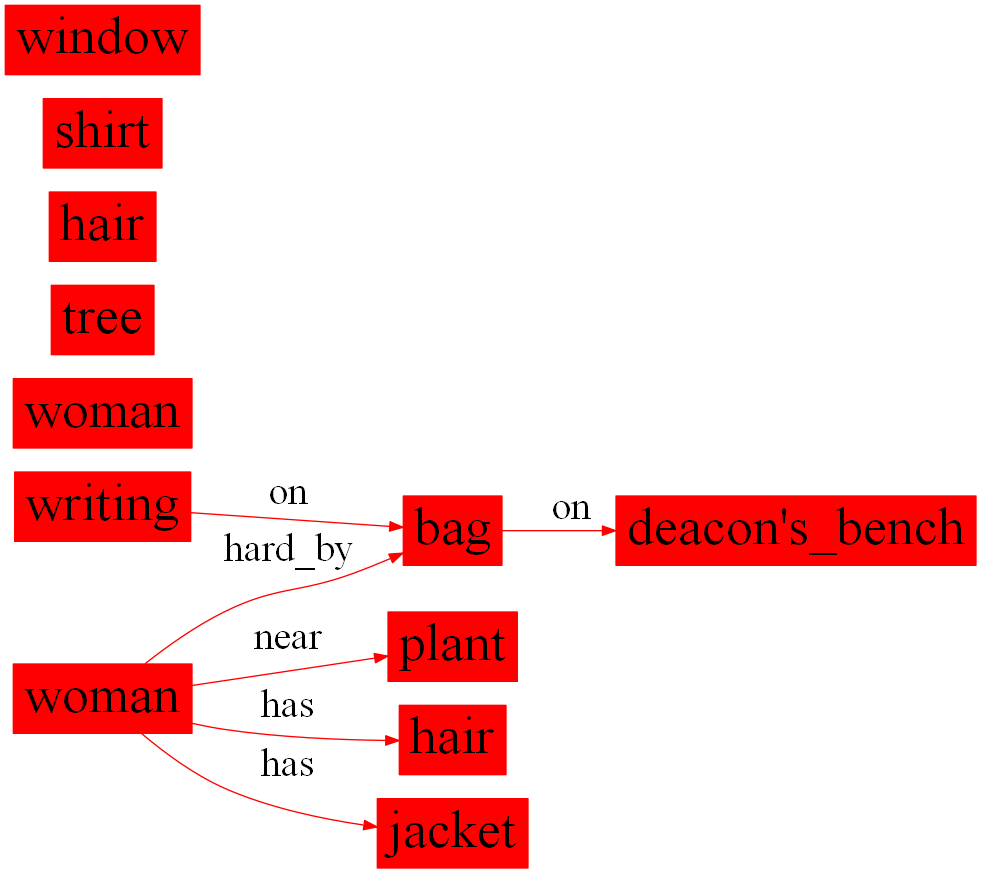 window
shirt
hair
tree
woman
writing on bag on deacon's_bench
hard_by
woman near plant
has hair
has jacket